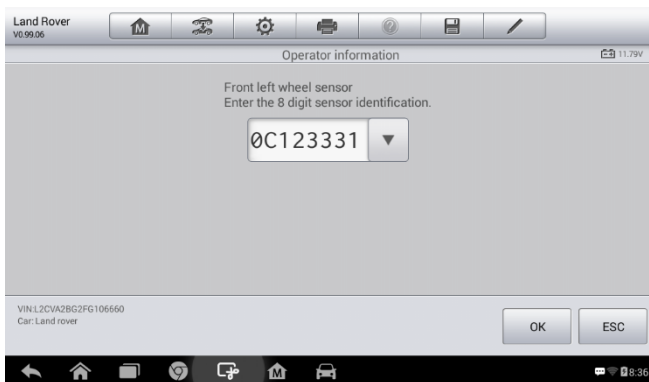 Land Rover
V0.99.06
Operator information
11.79V
Front left wheel sensor
Enter the 8 digit sensor identification.
0C123331
VIN:L2CVA2BG2FG106660
Car: Land rover
OK
ESC
8:36